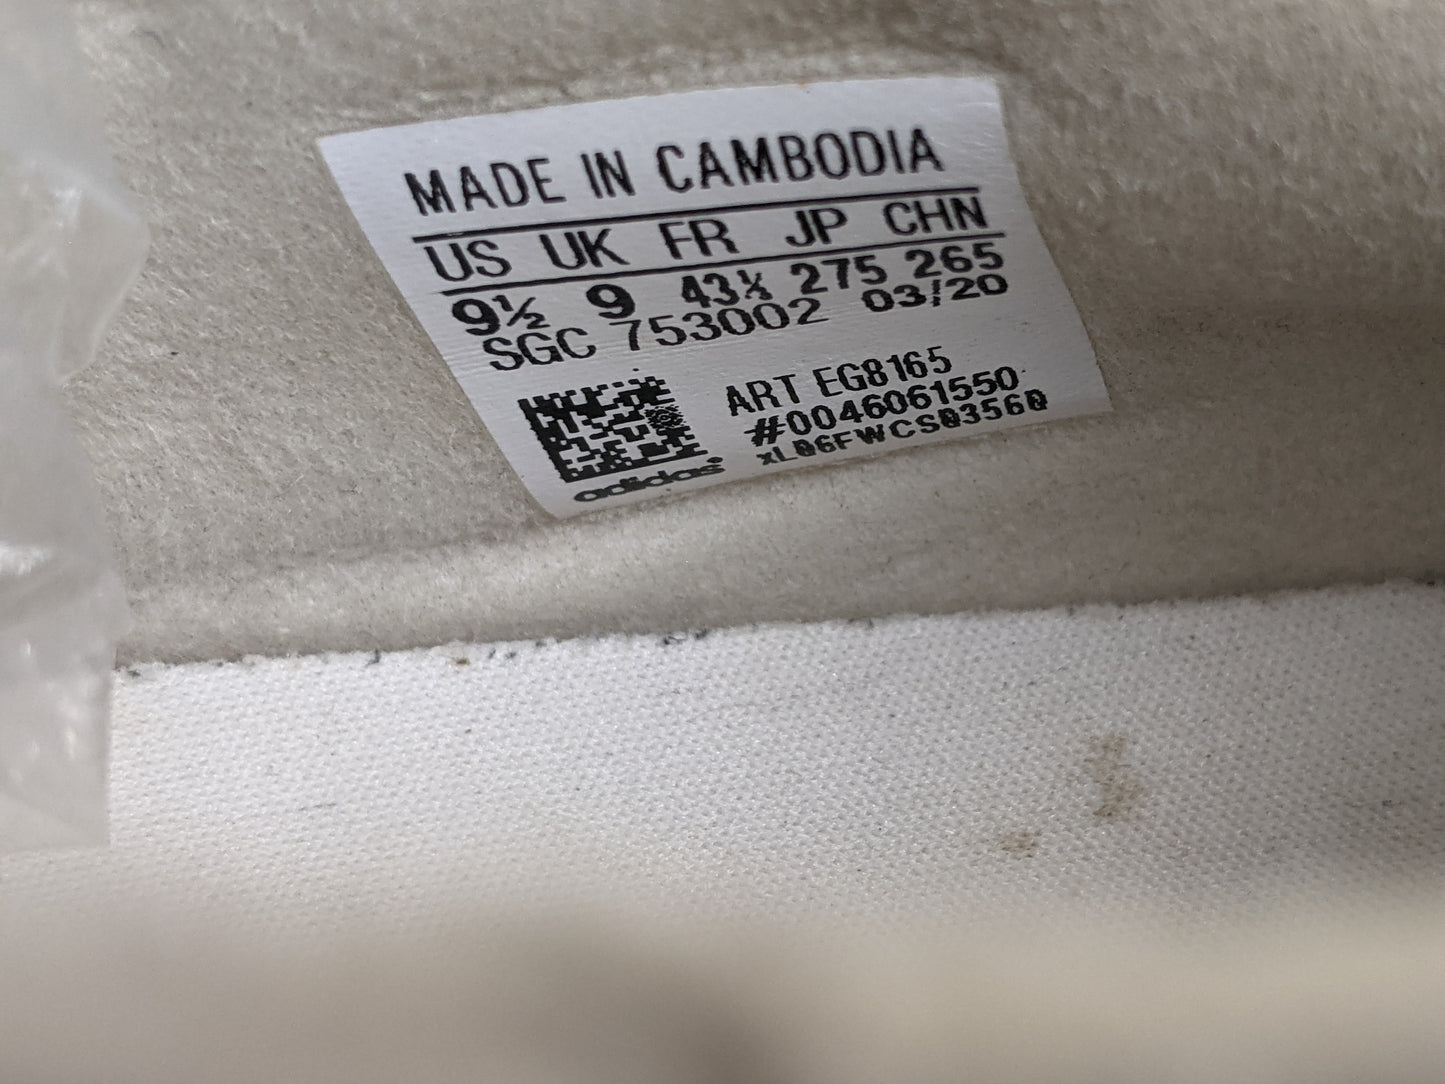 MADE IN CAMBODIA
US UK FR JP CHN
9½ 9 43⅓ 275 265
SGC 753002 03/20
ART EG8165
#0046061550
xL06FWCS03560
adidas